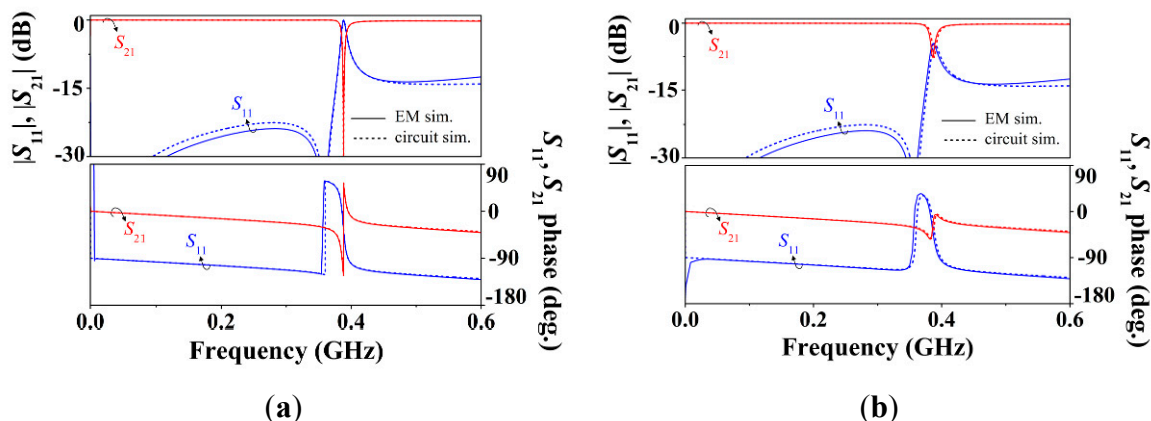 |S11|, |S21| (dB)
0
-15
-30
S21
S11
EM sim.
circuit sim.
S11, S21 phase (deg.)
90
0
-90
-180
S21
S11
0.0 0.2 0.4 0.6
Frequency (GHz)
(a)
|S11|, |S21| (dB)
0
-15
-30
S21
S11
EM sim.
circuit sim.
S11, S21 phase (deg.)
90
0
-90
-180
S21
S11
0.0 0.2 0.4 0.6
Frequency (GHz)
(b)